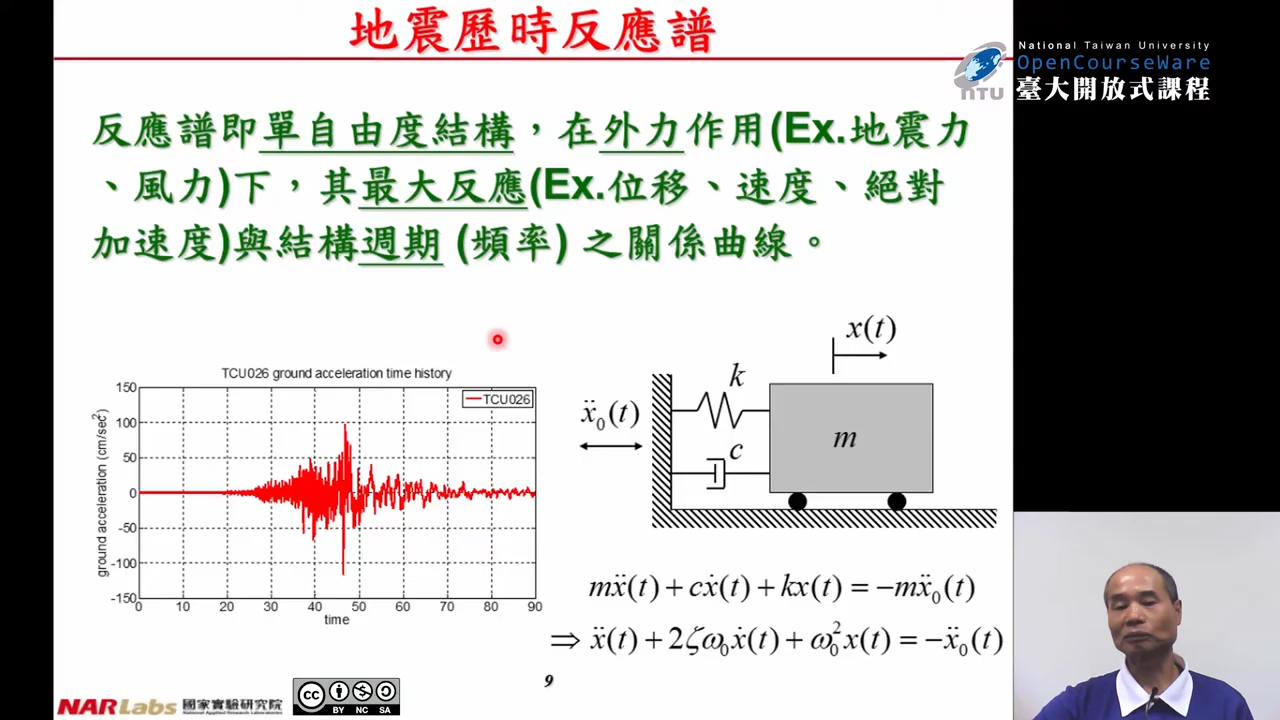 地震歷時反應譜
National Taiwan University
OpenCourseWare
NTU
臺大開放式課程
反應譜即單自由度結構，在外力作用(Ex.地震力
、風力)下，其最大反應(Ex.位移、速度、絕對
加速度)與結構週期 (頻率) 之關係曲線。
TCU026 ground acceleration time history
TCU026
ground acceleration (cm/sec²)
150
100
50
0
-50
-100
-150
0 10 20 30 40 50 60 70 80 90
time
x(t)
ẍ₀(t)
k
c
m
mẍ(t) + cẋ(t) + kx(t) = −mẍ₀(t)
⇒ ẍ(t) + 2ζω₀ẋ(t) + ω₀²x(t) = −ẍ₀(t)
9
NARLabs 國家實驗研究院
National Applied Research Laboratories
CC BY NC SA